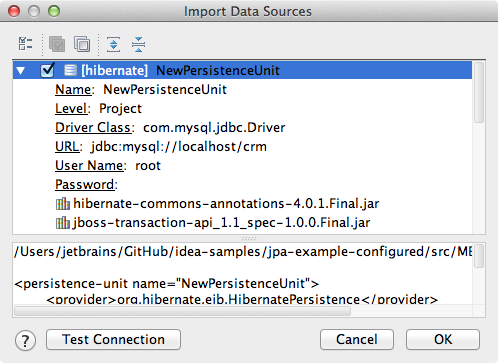 Import Data Sources
[hibernate] NewPersistenceUnit
Name: NewPersistenceUnit
Level: Project
Driver Class: com.mysql.jdbc.Driver
URL: jdbc:mysql://localhost/crm
User Name: root
Password:
hibernate-commons-annotations-4.0.1.Final.jar
jboss-transaction-api_1.1_spec-1.0.0.Final.jar
/Users/jetbrains/GitHub/idea-samples/jpa-example-configured/src/ME
<persistence-unit name="NewPersistenceUnit">
<provider>org.hibernate.eib.HibernatePersistence</provider>
? Test Connection Cancel OK